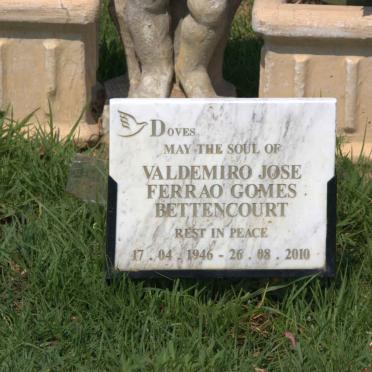 DOVES
MAY THE SOUL OF
VALDEMIRO JOSE
FERRAO GOMES
BETTENCOURT
REST IN PEACE
17 . 04 . 1946 - 26 . 08 . 2010